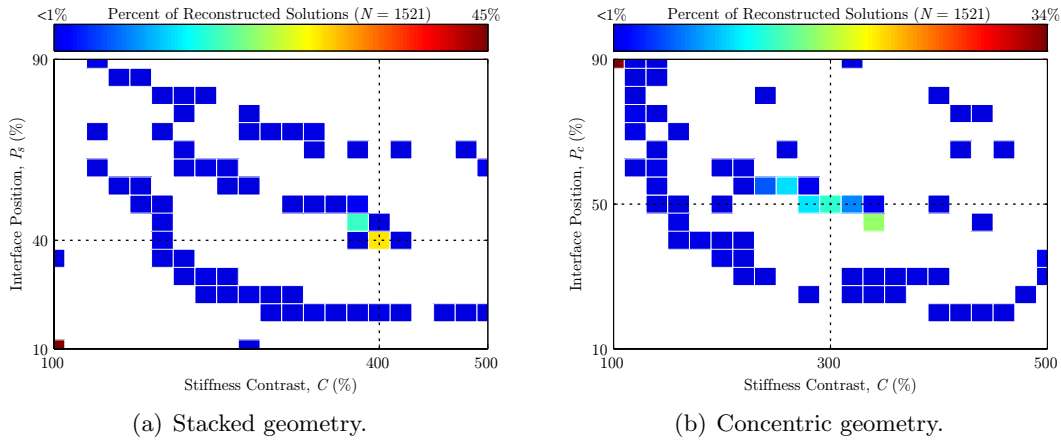 <1% Percent of Reconstructed Solutions (N = 1521) 45%
90
40
10
Interface Position, Pₛ (%)
100 400 500
Stiffness Contrast, C (%)
(a) Stacked geometry.
<1% Percent of Reconstructed Solutions (N = 1521) 34%
90
50
10
Interface Position, P_c (%)
100 300 500
Stiffness Contrast, C (%)
(b) Concentric geometry.